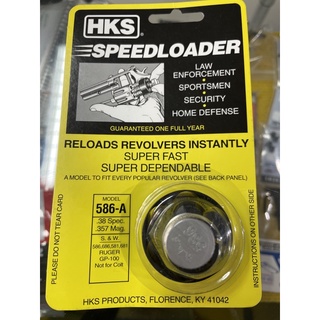 HKS
SPEEDLOADER
LAW
ENFORCEMENT
• SPORTSMEN
• SECURITY
• HOME DEFENSE
GUARANTEED ONE FULL YEAR
RELOADS REVOLVERS INSTANTLY
SUPER FAST
SUPER DEPENDABLE
A MODEL TO FIT EVERY POPULAR REVOLVER (SEE BACK PANEL)
MODEL
586-A
.38 Spec.
.357 Mag.
S. & W.
586,686,581,681
RUGER
GP-100
Not for Colt
PLEASE DO NOT TEAR CARD
INSTRUCTIONS ON OTHER SIDE
HKS PRODUCTS, FLORENCE, KY 41042